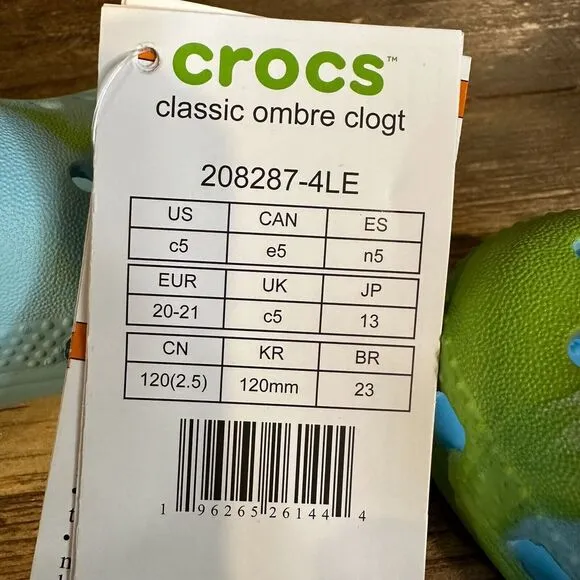 crocs™
classic ombre clogt
208287-4LE
US CAN ES
c5 e5 n5
EUR UK JP
20-21 c5 13
CN KR BR
120(2.5) 120mm 23
1 96265 26144 4